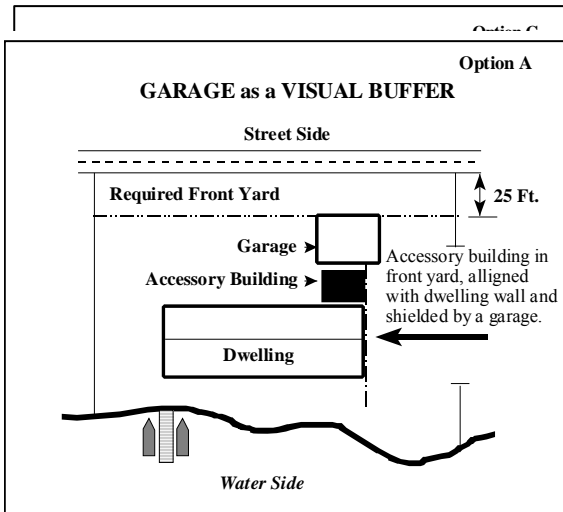 Option
Option A
GARAGE as a VISUAL BUFFER
Street Side
Required Front Yard
25 Ft.
Garage
Accessory Building
Accessory building in
front yard, alligned
with dwelling wall and
shielded by a garage.
Dwelling
Water Side